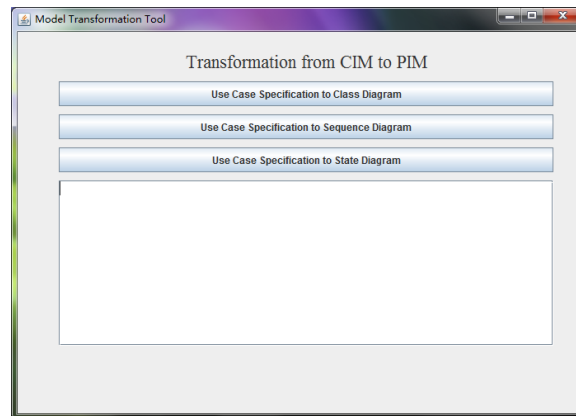 Model Transformation Tool
Transformation from CIM to PIM
Use Case Specification to Class Diagram
Use Case Specification to Sequence Diagram
Use Case Specification to State Diagram